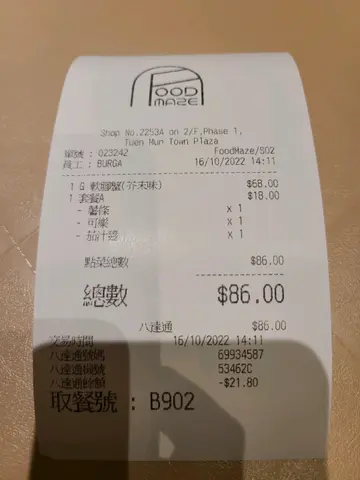 FOOD
MAZE
Shop No.2253A on 2/F,Phase 1,
Tuen Mun Town Plaza
單號 : 023242 FoodMaze/S02
員工 : BURGA 16/10/2022 14:11
1 G 軟殼蟹(芥末味) $68.00
1 套餐A $18.00
- 薯條 x 1
- 可樂 x 1
- 茄汁醬 x 1
點菜總數 $86.00
總數 $86.00
八達通 $86.00
交易時間 16/10/2022 14:11
八達通號碼 69934587
八達通編號 53462C
八達通餘額 -$21.80
取餐號 : B902